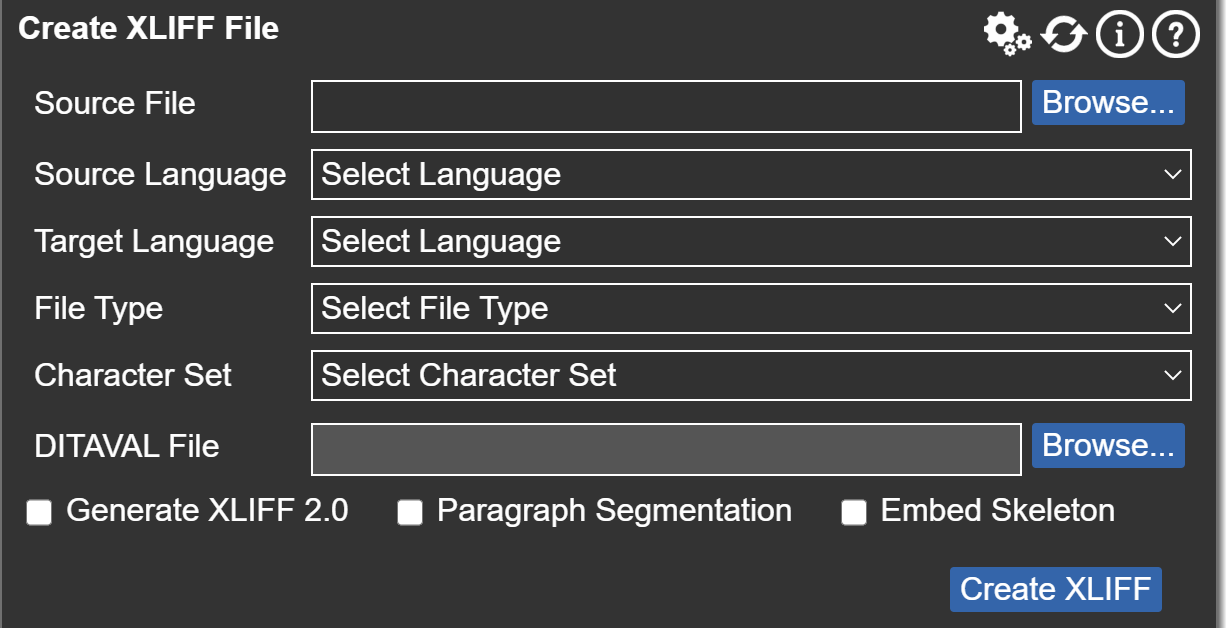 Create XLIFF File
Source File Browse...
Source Language Select Language
Target Language Select Language
File Type Select File Type
Character Set Select Character Set
DITAVAL File Browse...
Generate XLIFF 2.0 Paragraph Segmentation Embed Skeleton
Create XLIFF